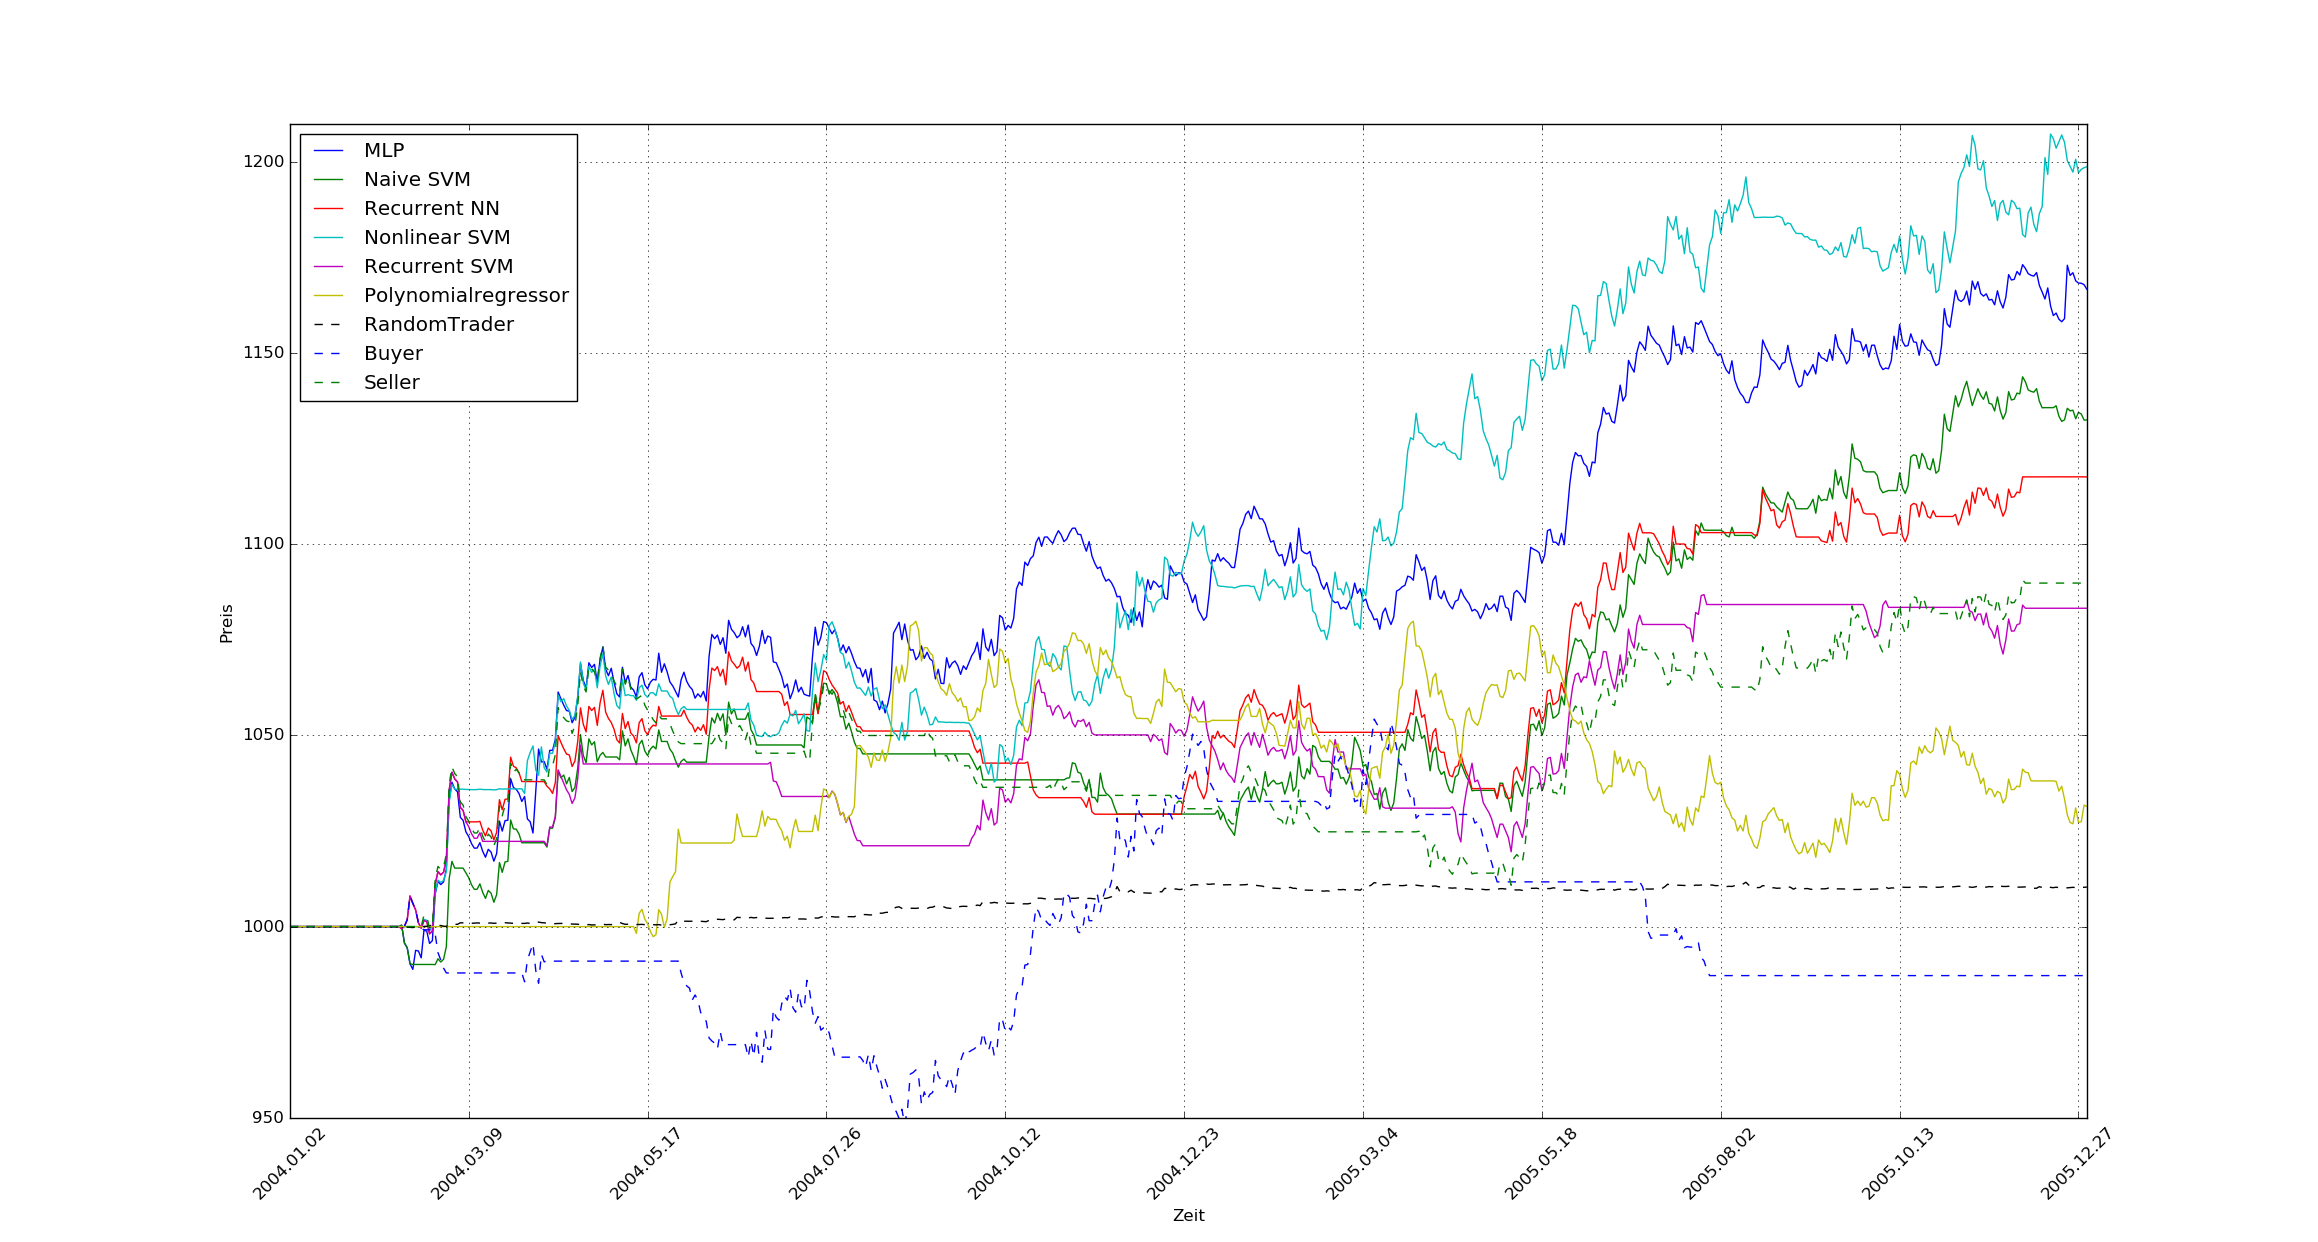 MLP
Naive SVM
Recurrent NN
Nonlinear SVM
Recurrent SVM
Polynomialregressor
RandomTrader
Buyer
Seller
1200
1150
1100
1050
1000
950
Preis
2004.01.02
2004.03.09
2004.05.17
2004.07.26
2004.10.12
2004.12.23
2005.03.04
2005.05.18
2005.08.02
2005.10.13
2005.12.27
Zeit